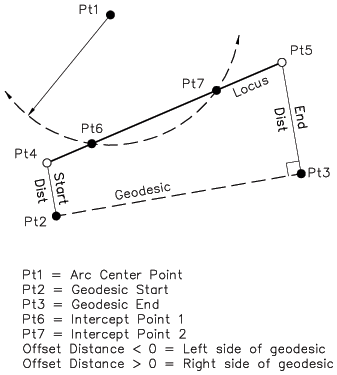 Pt1
Pt5
Pt7
Locus
Pt6
Pt4
End
Dist
Start
Dist
Pt3
Geodesic
Pt2
Pt1 = Arc Center Point
Pt2 = Geodesic Start
Pt3 = Geodesic End
Pt6 = Intercept Point 1
Pt7 = Intercept Point 2
Offset Distance < 0 = Left side of geodesic
Offset Distance > 0 = Right side of geodesic